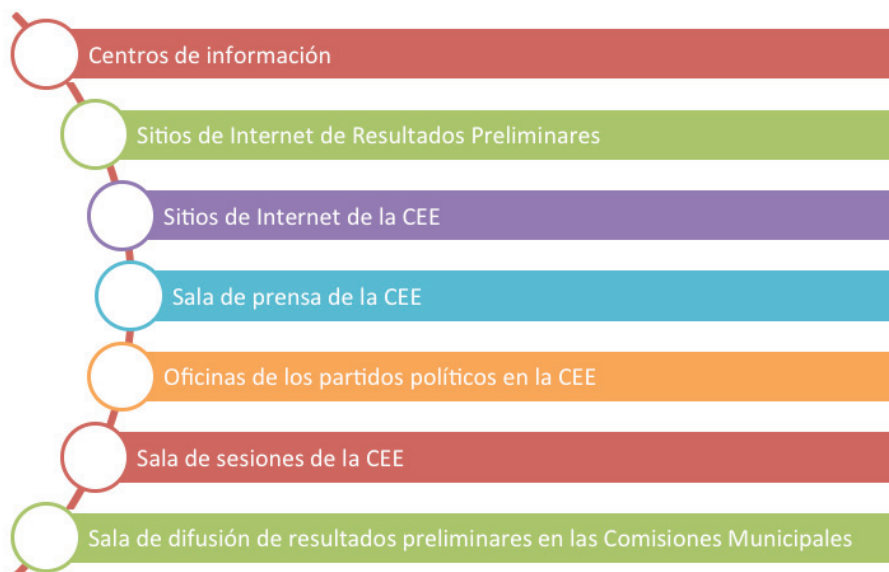 Centros de información
Sitios de Internet de Resultados Preliminares
Sitios de Internet de la CEE
Sala de prensa de la CEE
Oficinas de los partidos políticos en la CEE
Sala de sesiones de la CEE
Sala de difusión de resultados preliminares en las Comisiones Municipales